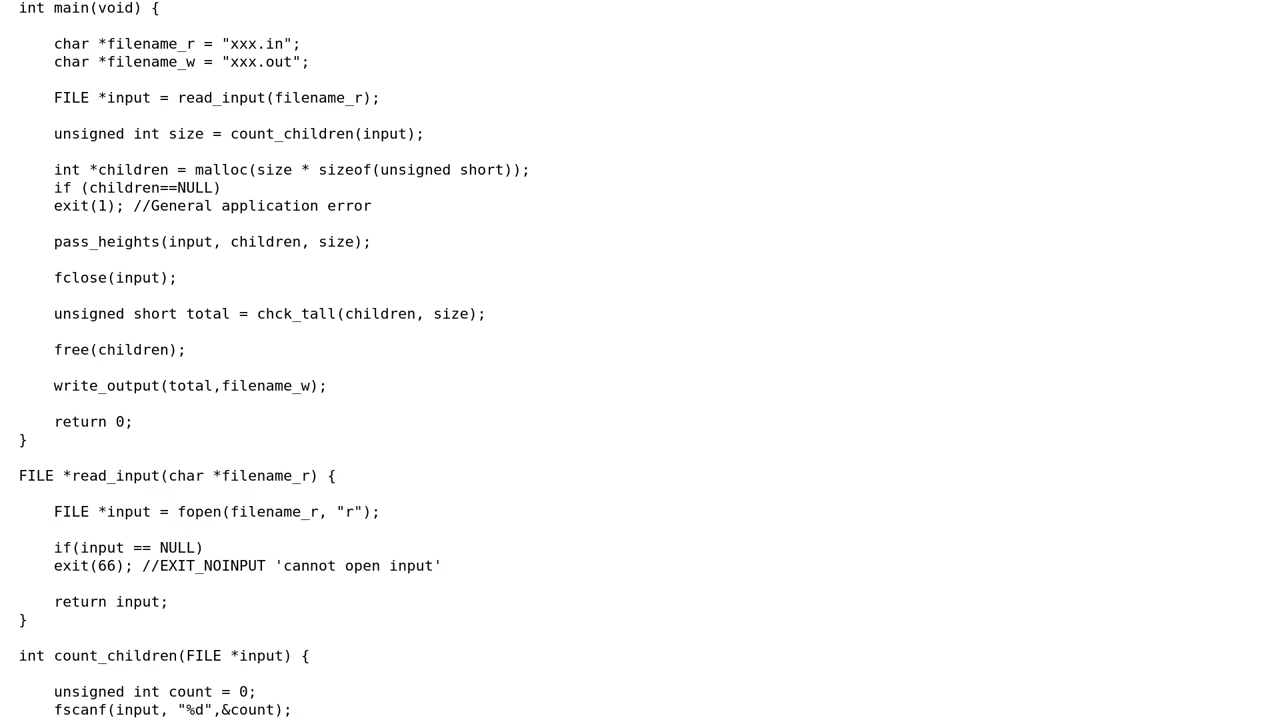 int main(void) {
char *filename_r = "xxx.in";
char *filename_w = "xxx.out";
FILE *input = read_input(filename_r);
unsigned int size = count_children(input);
int *children = malloc(size * sizeof(unsigned short));
if (children==NULL)
exit(1); //General application error
pass_heights(input, children, size);
fclose(input);
unsigned short total = chck_tall(children, size);
free(children);
write_output(total,filename_w);
return 0;
}
FILE *read_input(char *filename_r) {
FILE *input = fopen(filename_r, "r");
if(input == NULL)
exit(66); //EXIT_NOINPUT 'cannot open input'
return input;
}
int count_children(FILE *input) {
unsigned int count = 0;
fscanf(input, "%d",&count);